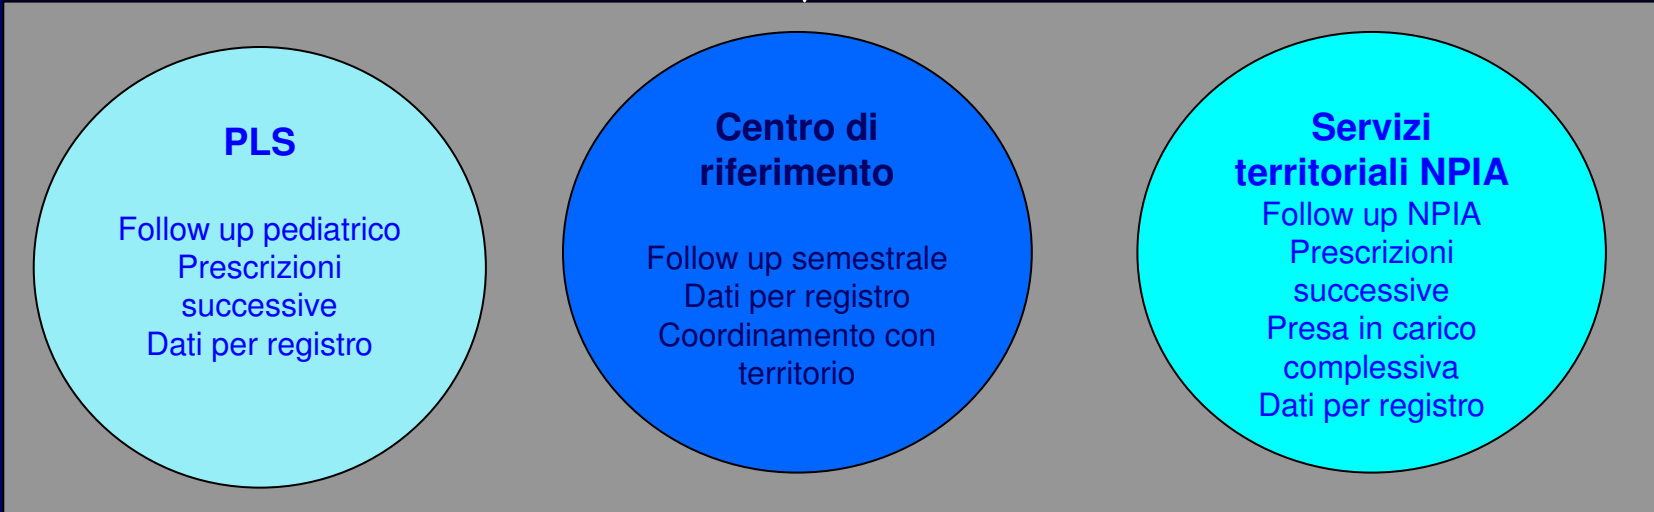 PLS
Follow up pediatrico
Prescrizioni
successive
Dati per registro
Centro di
riferimento
Follow up semestrale
Dati per registro
Coordinamento con
territorio
Servizi
territoriali NPIA
Follow up NPIA
Prescrizioni
successive
Presa in carico
complessiva
Dati per registro